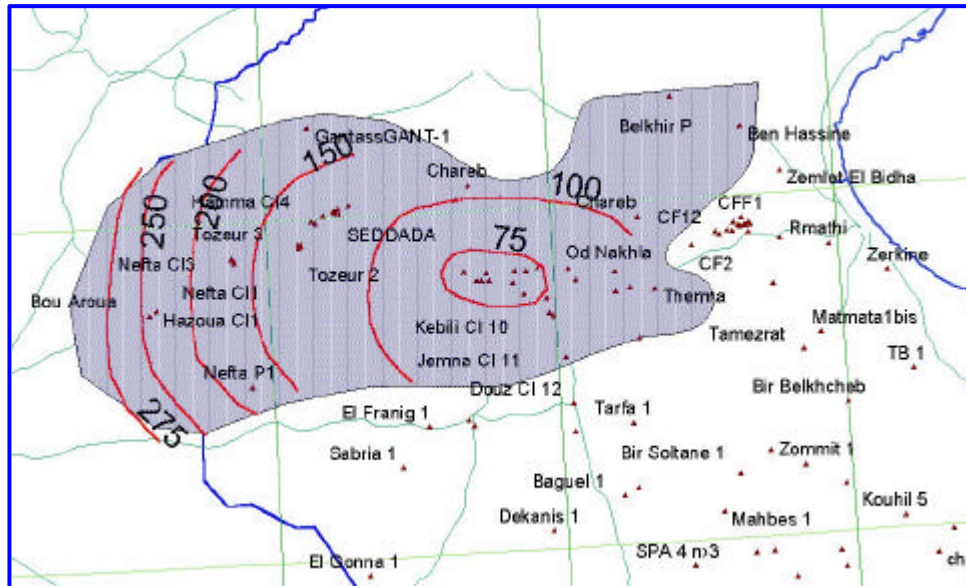 Belkhir P
Ben Hassine
GantassGANT-1
150
Chareb
Zemlet El Bidha
100
Hamma CI4
200
Chareb
CFF1
CF12
250
Tozeur 3
SEDDADA
75
Rmathi
Od Nakhla
Nefta CI3
Tozeur 2
CF2
Zerkine
Bou Aroua
Nefta CI1
Themra
Hazoua CI1
Kebili CI 10
Matmata1bis
Tamezrat
Jemna CI 11
TB 1
Nefta P1
Douz CI 12
Bir Belkhcheb
275
El Franig 1
Tarfa 1
Sabria 1
Bir Soltane 1
Zommit 1
Baguel 1
Kouhil 5
Dekanis 1
Mahbes 1
El Gonna 1
SPA 4 n›3
ch